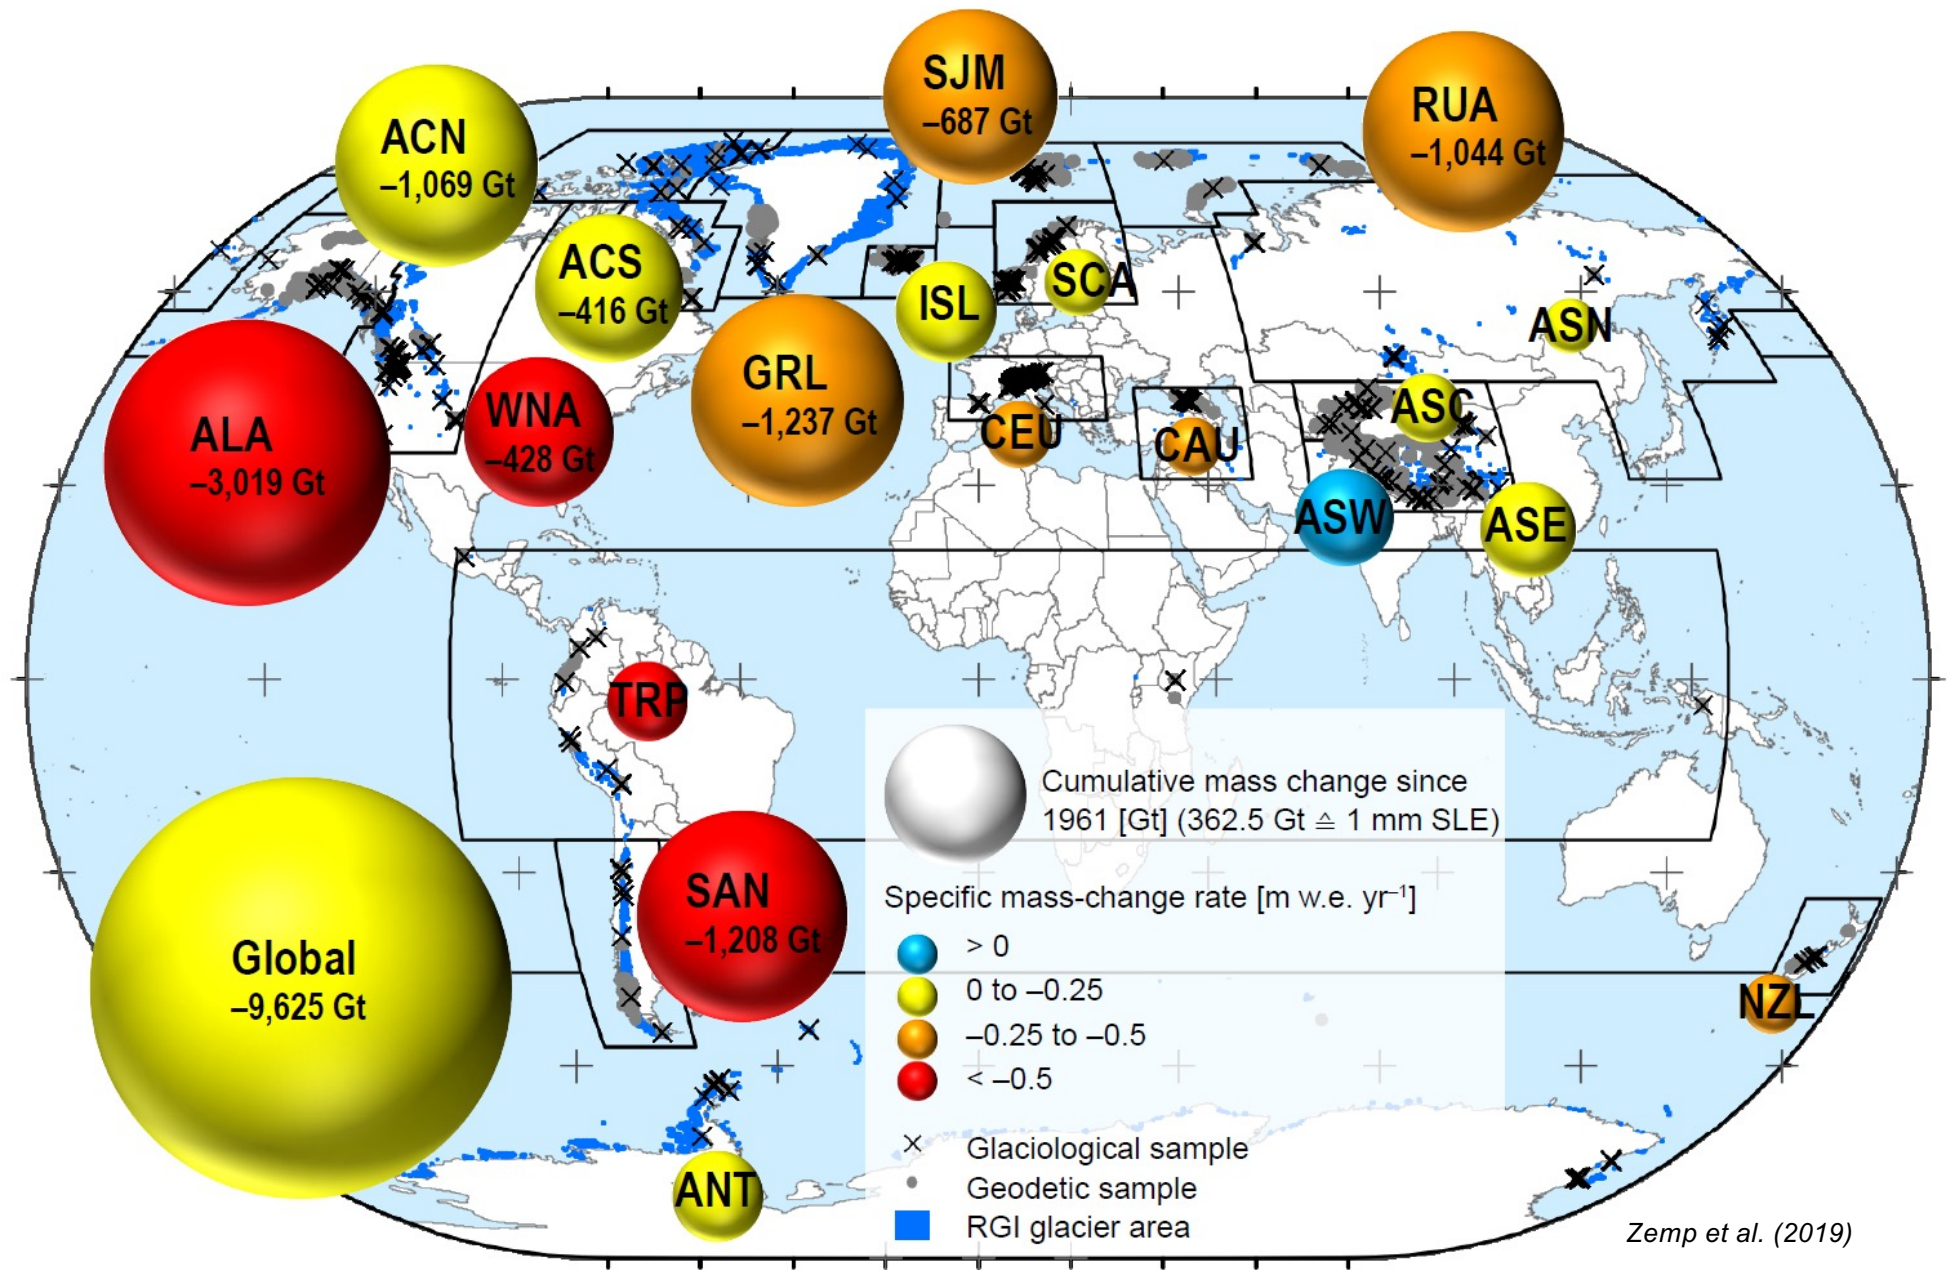 SJM
–687 Gt
RUA
–1,044 Gt
ACN
–1,069 Gt
ACS
–416 Gt
ISL
SCA
ASN
GRL
–1,237 Gt
ALA
–3,019 Gt
WNA
–428 Gt
CEU
CAU
ASC
ASW
ASE
TRP
Cumulative mass change since
1961 [Gt] (362.5 Gt ≙ 1 mm SLE)
SAN
–1,208 Gt
Specific mass-change rate [m w.e. yr⁻¹]
> 0
0 to –0.25
–0.25 to –0.5
< –0.5
Global
–9,625 Gt
NZL
Glaciological sample
Geodetic sample
RGI glacier area
ANT
Zemp et al. (2019)